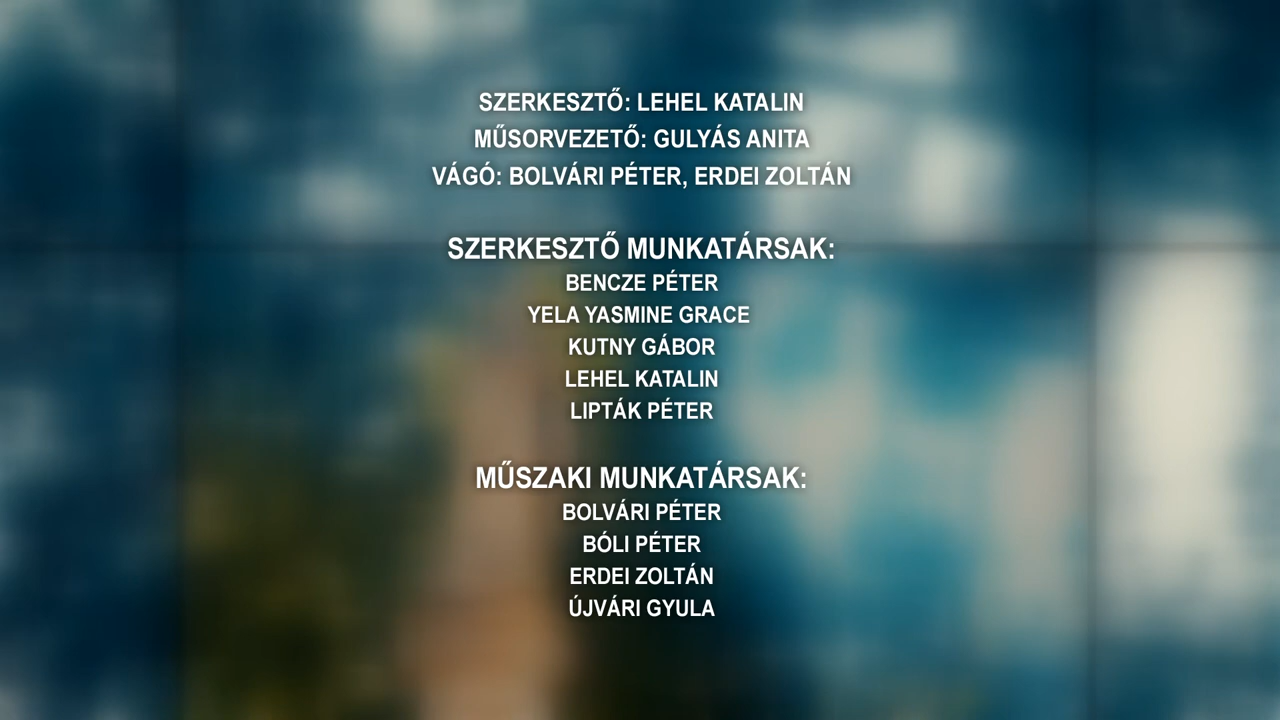 SZERKESZTŐ: LEHEL KATALIN
MŰSORVEZETŐ: GULYÁS ANITA
VÁGÓ: BOLVÁRI PÉTER, ERDEI ZOLTÁN
SZERKESZTŐ MUNKATÁRSAK:
BENCZE PÉTER
YELA YASMINE GRACE
KUTNY GÁBOR
LEHEL KATALIN
LIPTÁK PÉTER
MŰSZAKI MUNKATÁRSAK:
BOLVÁRI PÉTER
BÓLI PÉTER
ERDEI ZOLTÁN
ÚJVÁRI GYULA